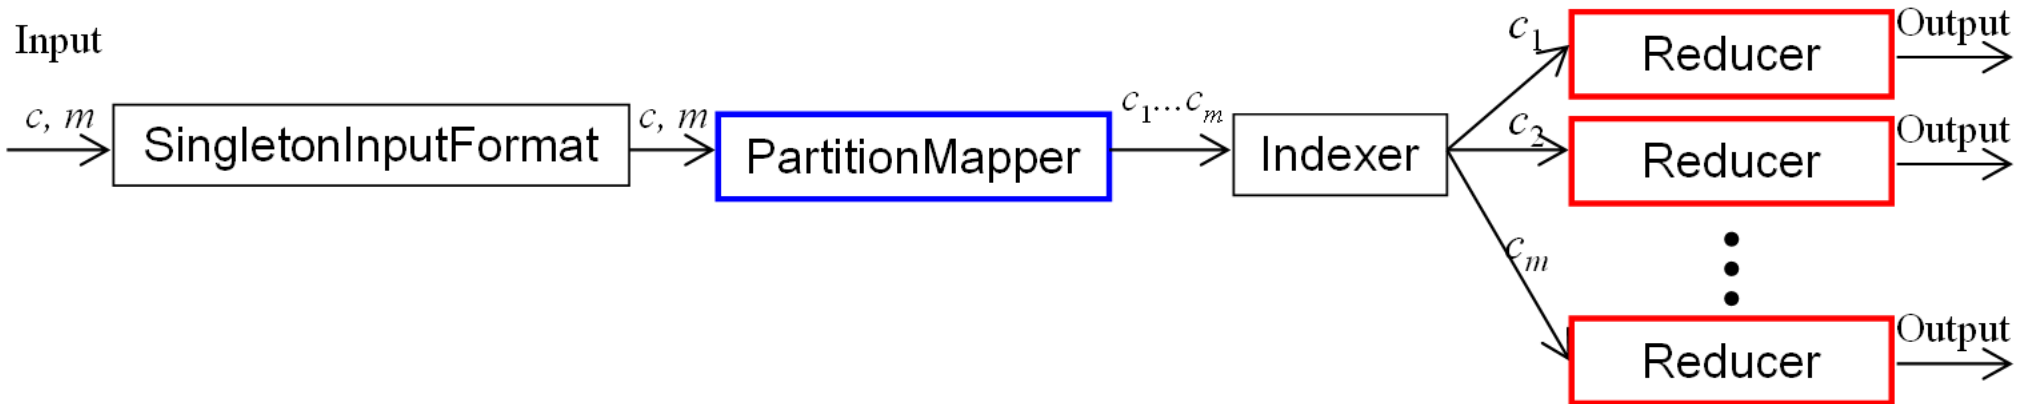 Input
c, m
SingletonInputFormat
c, m
PartitionMapper
c1...cm
Indexer
c1
Reducer
Output
c2
Reducer
Output
cm
Reducer
Output